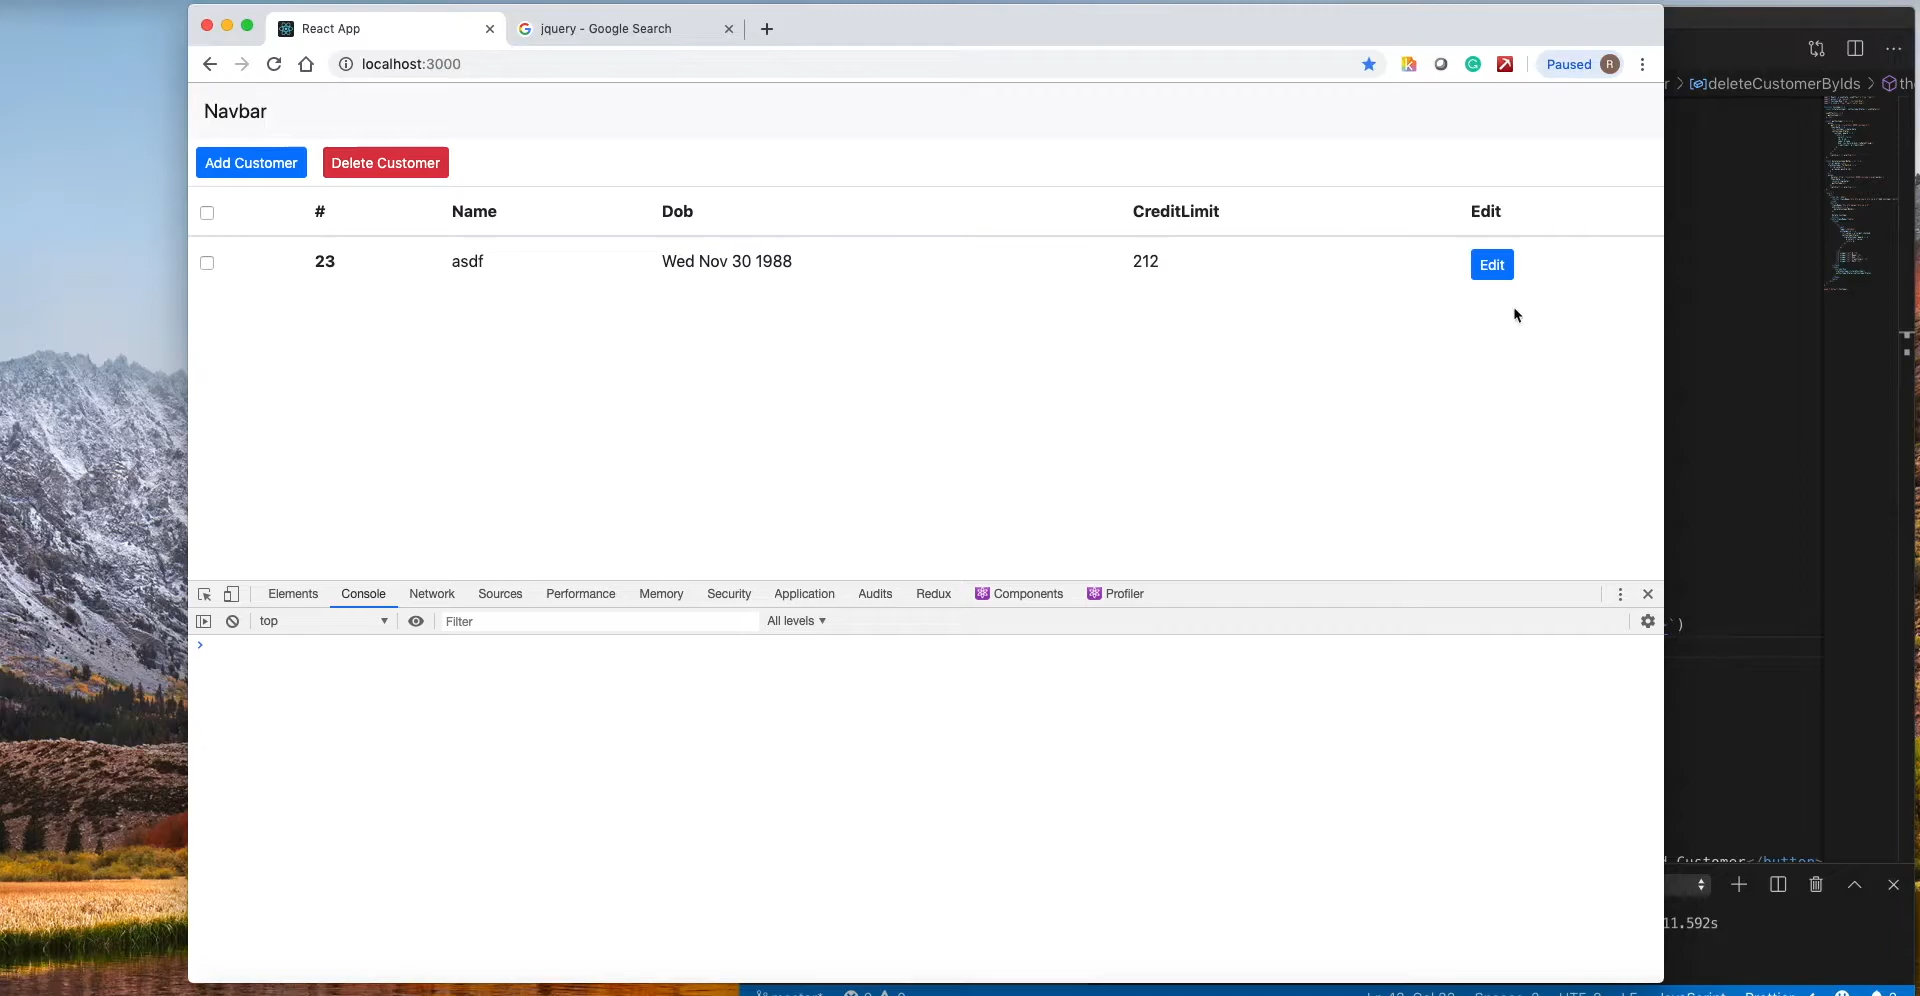 React App
jquery - Google Search
localhost:3000
Paused R
deleteCustomerByIds
Navbar
Add Customer Delete Customer
# Name Dob CreditLimit Edit
23 asdf Wed Nov 30 1988 212 Edit
Elements Console Network Sources Performance Memory Security Application Audits Redux Components Profiler
top Filter All levels
`)
Customer</button>
11.592s